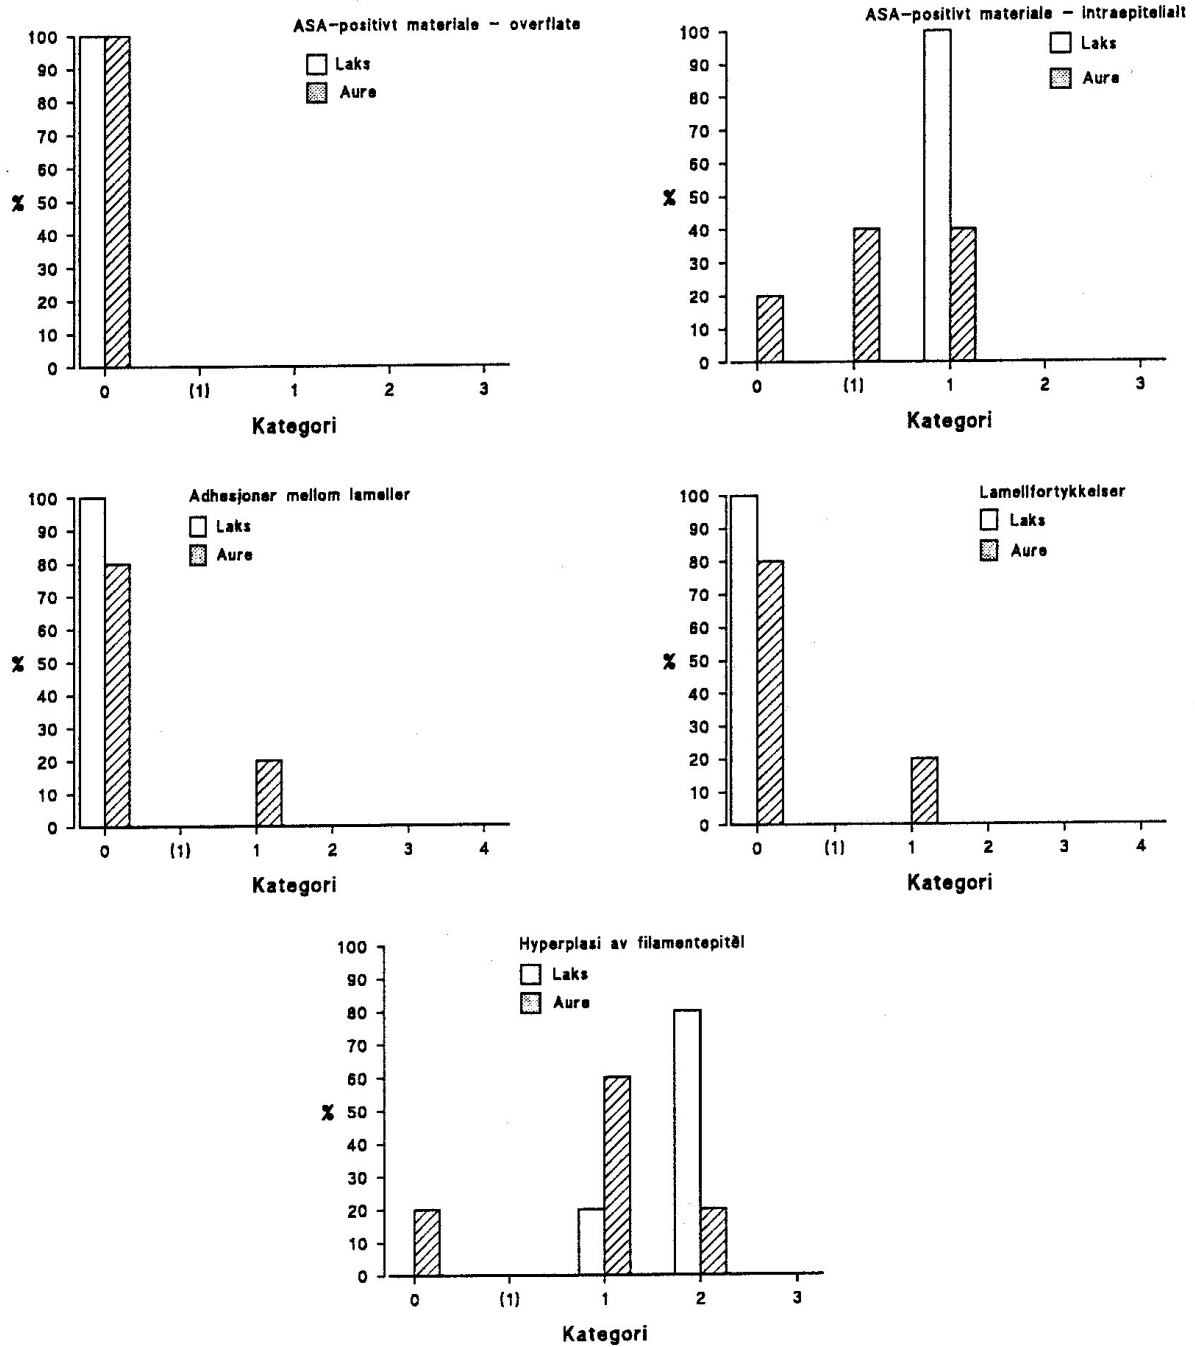 ASA-positivt materiale - overflate
Laks
Aure
100
90
80
70
60
50
40
30
20
10
0
%
0 (1) 1 2 3
Kategori
ASA-positivt materiale - intraepitelialt
Laks
Aure
100
90
80
70
60
50
40
30
20
10
0
%
0 (1) 1 2 3
Kategori
Adhesjoner mellom lameller
Laks
Aure
100
90
80
70
60
50
40
30
20
10
0
%
0 (1) 1 2 3 4
Kategori
Lamellfortykkelser
Laks
Aure
100
90
80
70
60
50
40
30
20
10
0
%
0 (1) 1 2 3 4
Kategori
Hyperplasi av filamentepitèl
Laks
Aure
100
90
80
70
60
50
40
30
20
10
0
%
0 (1) 1 2 3
Kategori